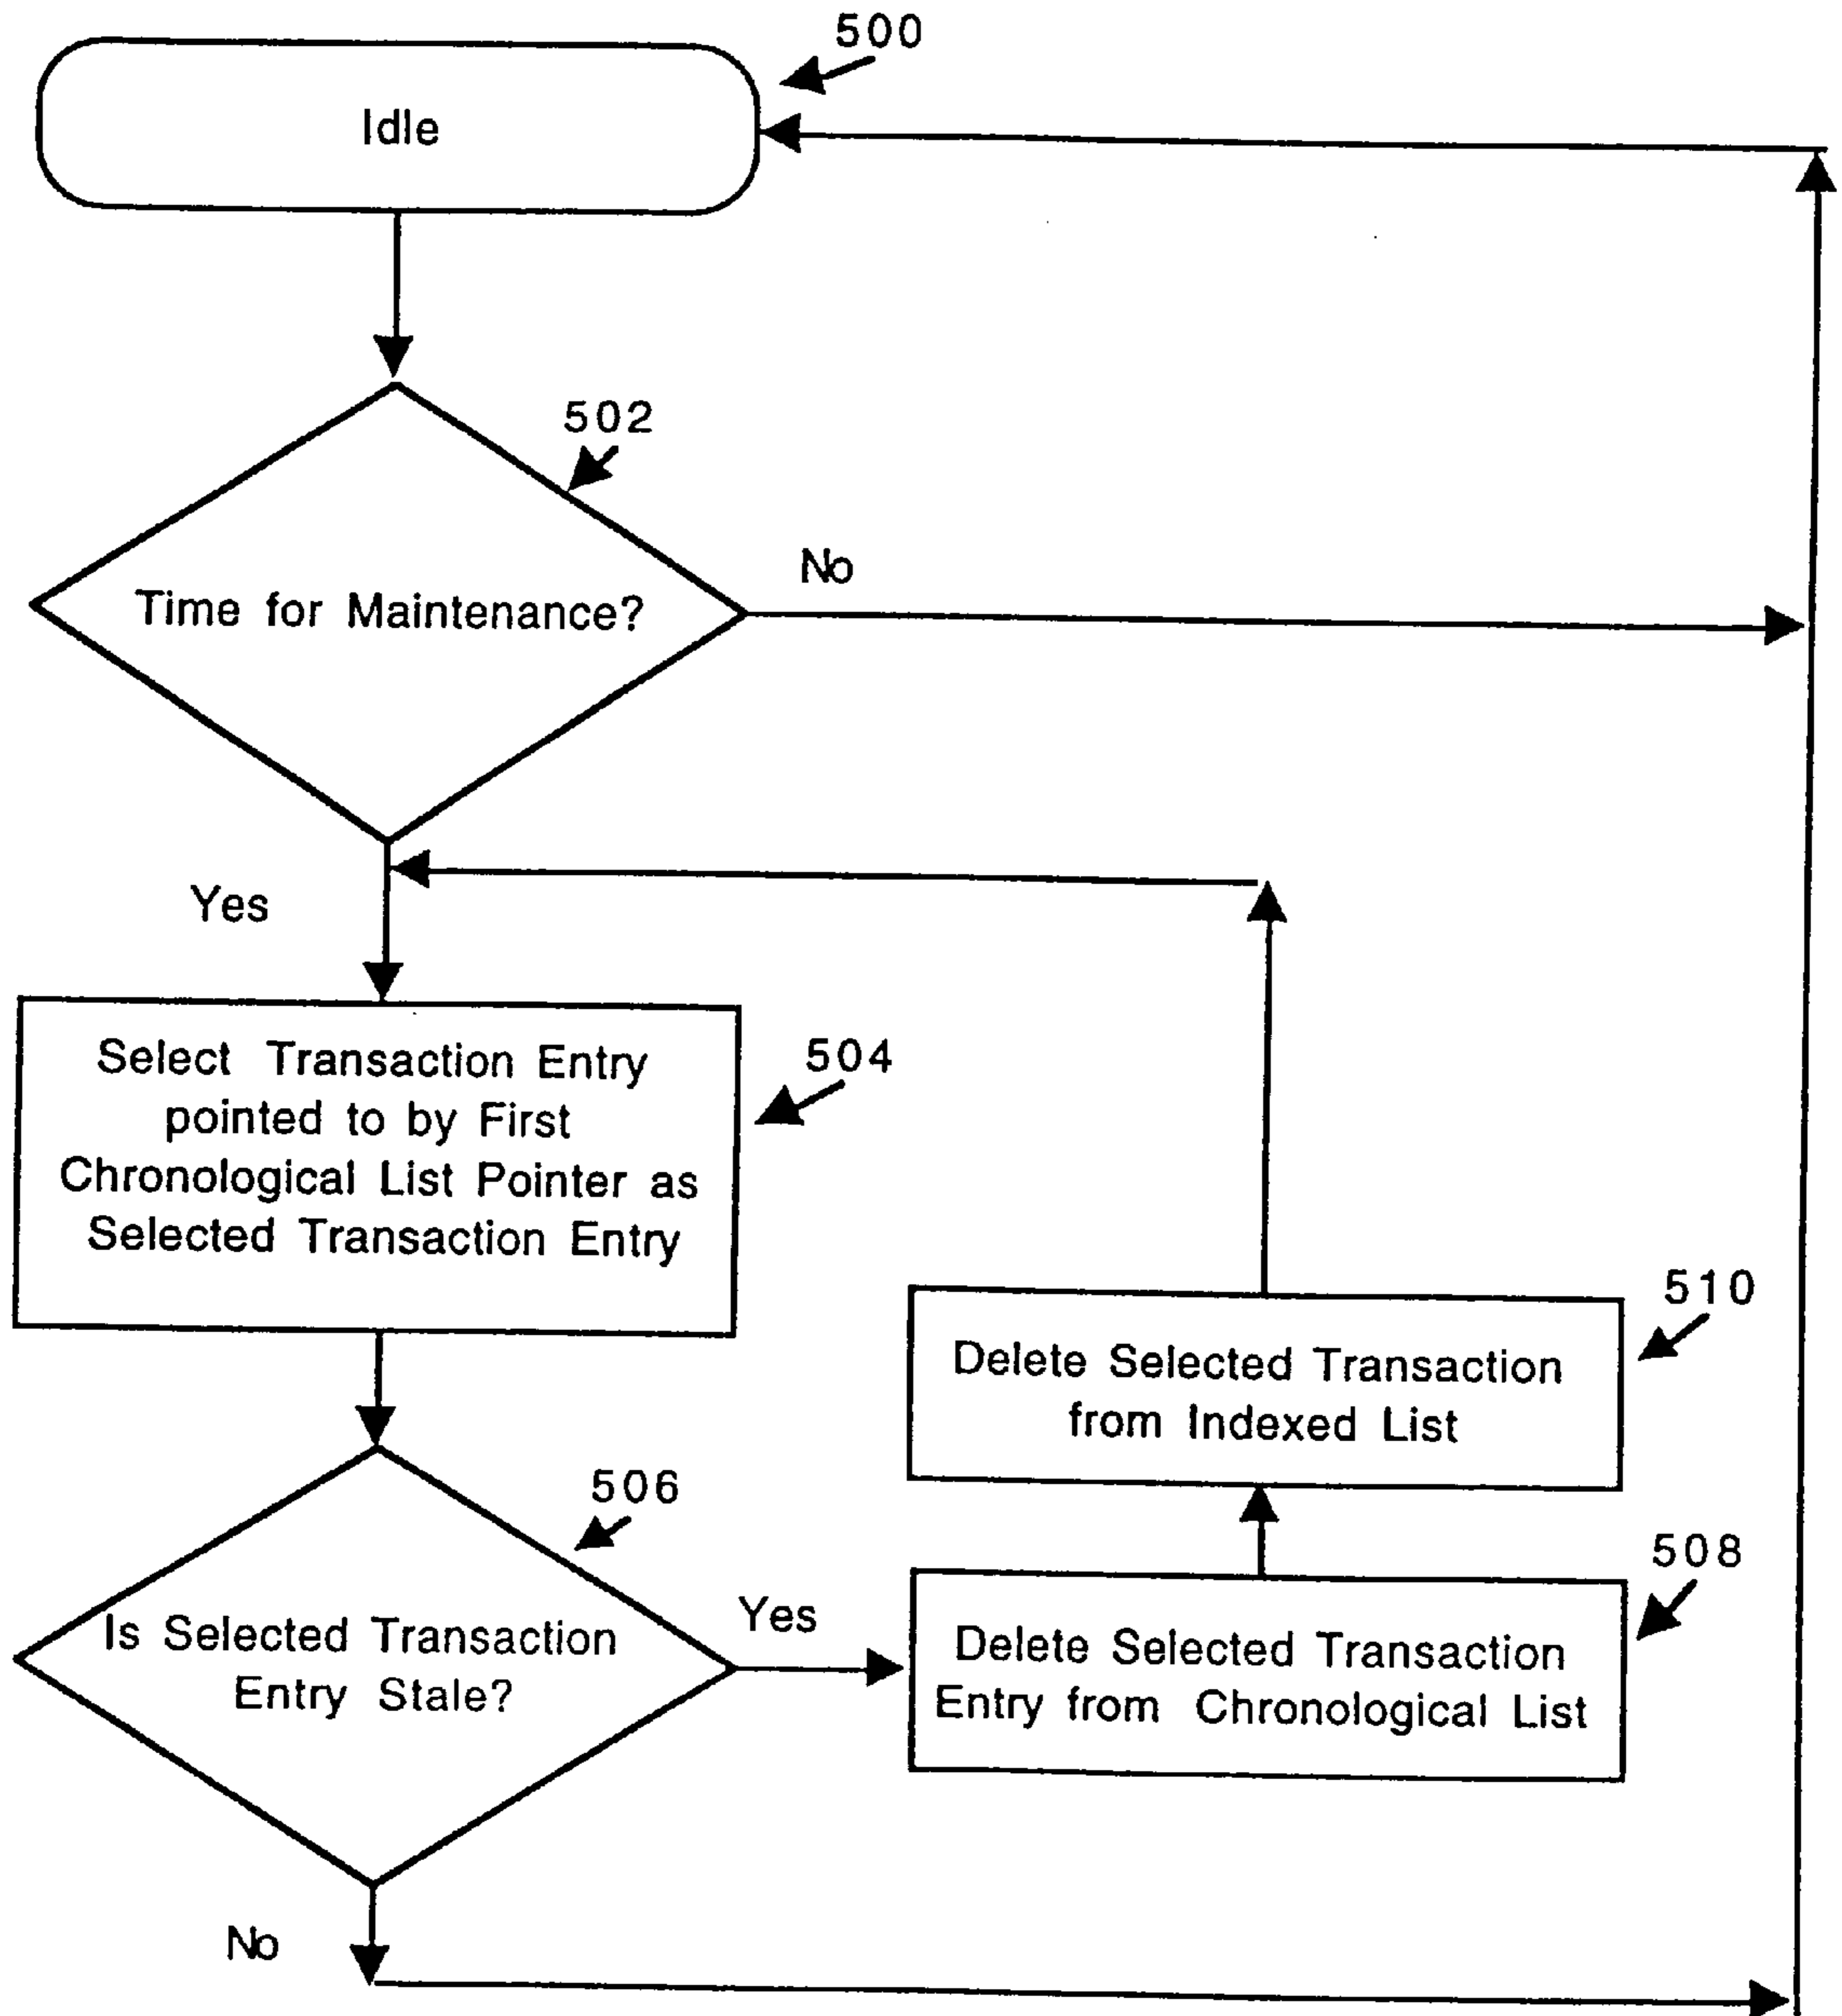 500
Idle
502
Time for Maintenance?
No
Yes
Select Transaction Entry
pointed to by First
Chronological List Pointer as
Selected Transaction Entry
504
506
Is Selected Transaction
Entry Stale?
Yes
No
508
Delete Selected Transaction
Entry from Chronological List
510
Delete Selected Transaction
from Indexed List